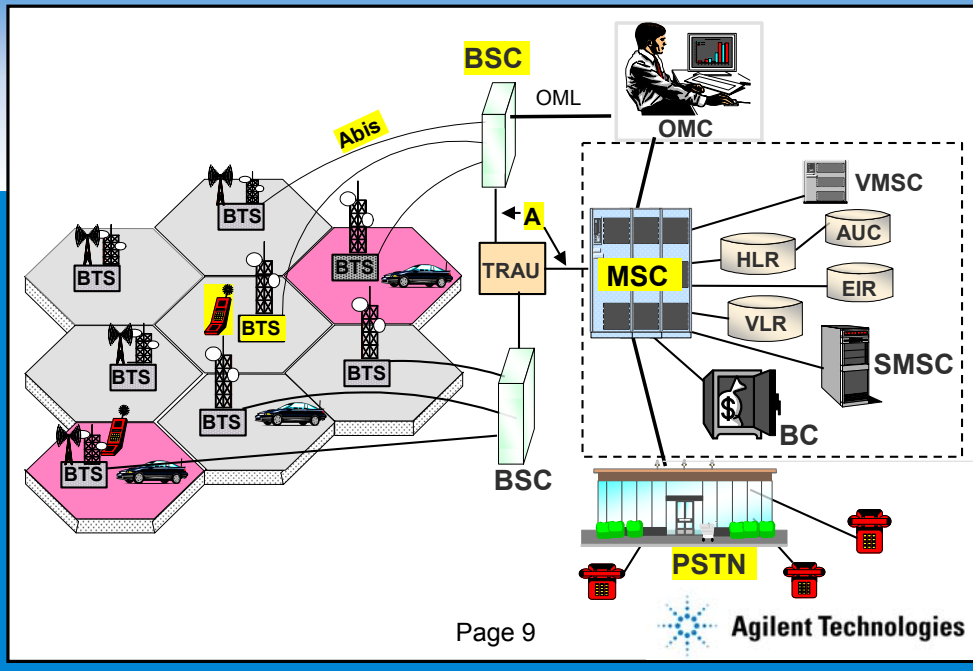 BSC
OML
OMC
Abis
VMSC
BTS
AUC
BTS
A
HLR
BTS
TRAU
MSC
EIR
BTS
VLR
BTS
BTS
SMSC
BTS
$
BTS
BC
BSC
PSTN
Page 9
Agilent Technologies